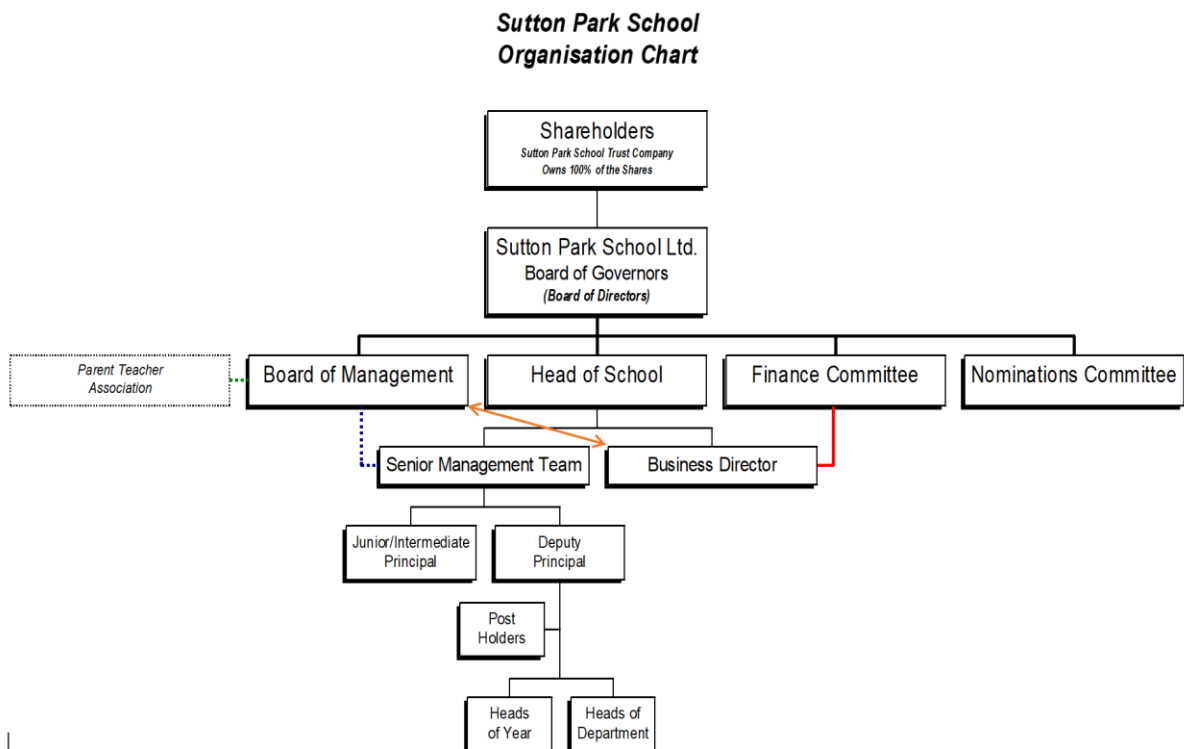 Sutton Park School
Organisation Chart
Shareholders
Sutton Park School Trust Company
Owns 100% of the Shares
Sutton Park School Ltd.
Board of Governors
(Board of Directors)
Parent Teacher
Association
Board of Management
Head of School
Finance Committee
Nominations Committee
Senior Management Team
Business Director
Junior/Intermediate
Principal
Deputy
Principal
Post
Holders
Heads
of Year
Heads of
Department